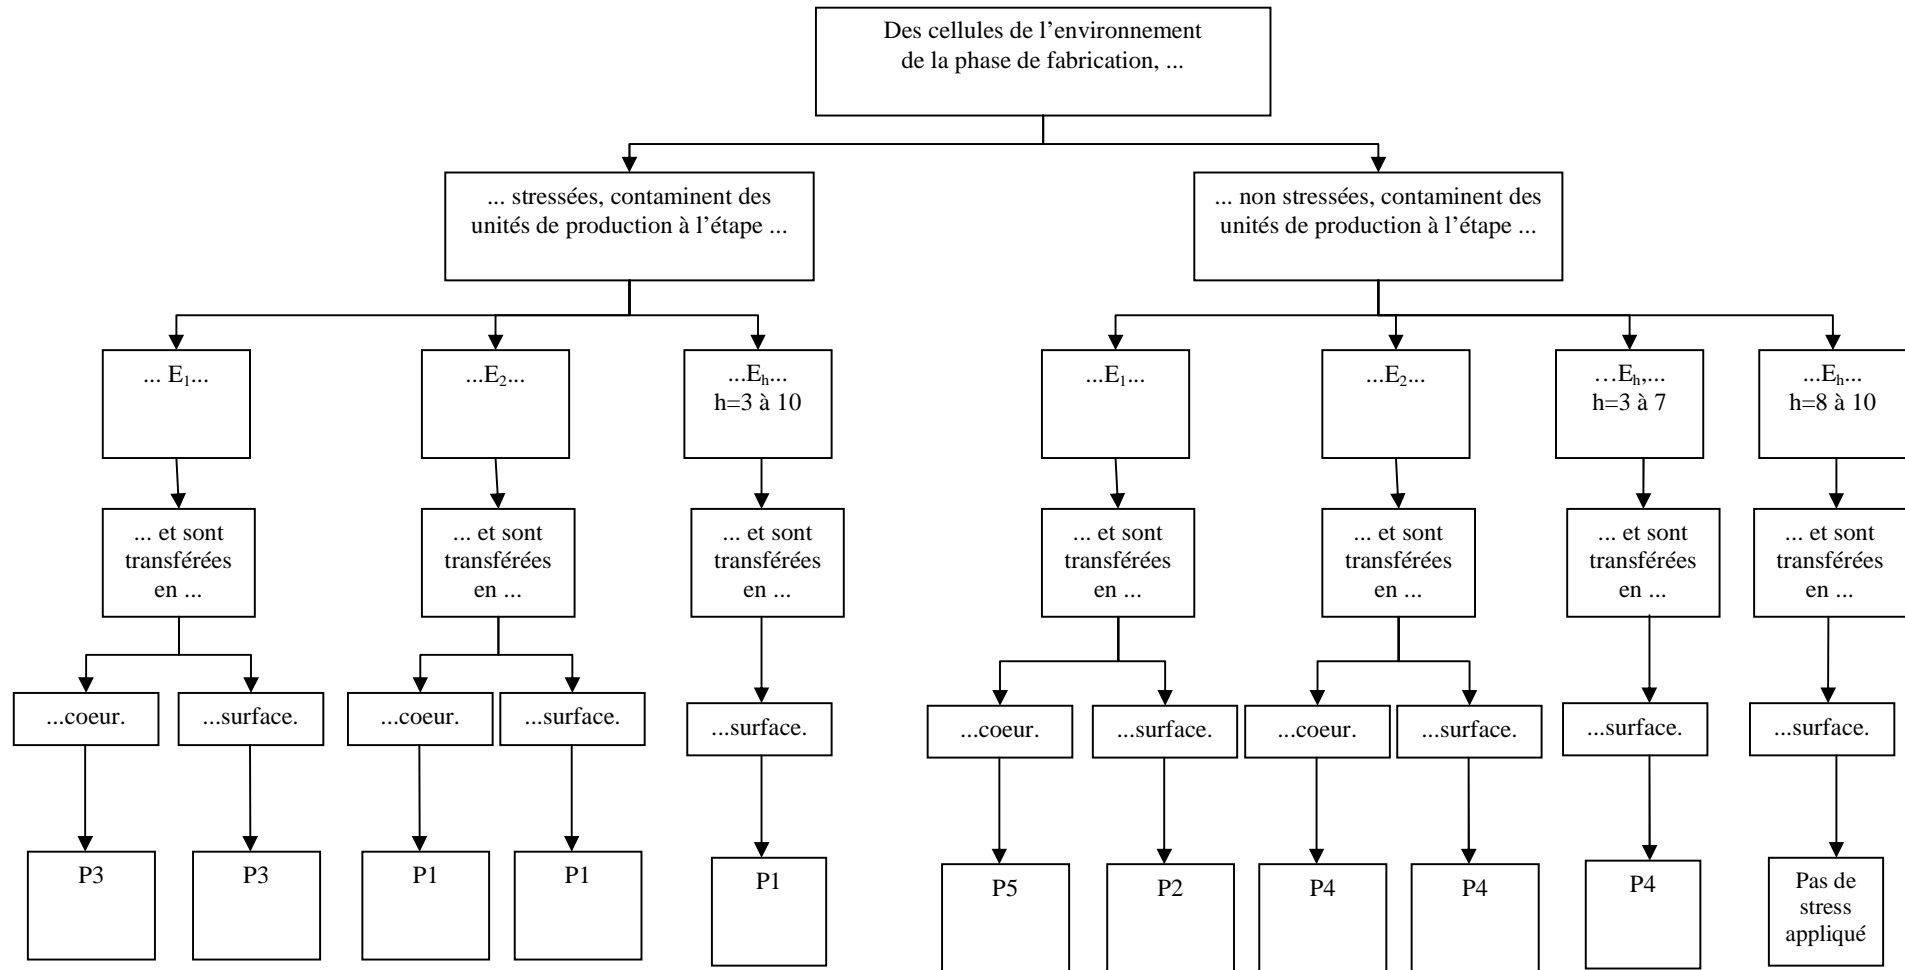 Des cellules de l’environnement
de la phase de fabrication, ...
... stressées, contaminent des
unités de production à l’étape ...
... non stressées, contaminent des
unités de production à l’étape ...
... E₁...
...E₂...
...Eₕ...
h=3 à 10
...E₁...
...E₂...
…Eₕ,...
h=3 à 7
...Eₕ...
h=8 à 10
... et sont
transférées
en ...
... et sont
transférées
en ...
... et sont
transférées
en ...
... et sont
transférées
en ...
... et sont
transférées
en ...
... et sont
transférées
en ...
... et sont
transférées
en ...
...coeur.
...surface.
...coeur.
...surface.
...surface.
...coeur.
...surface.
...coeur.
...surface.
...surface.
...surface.
P3
P3
P1
P1
P1
P5
P2
P4
P4
P4
Pas de
stress
appliqué